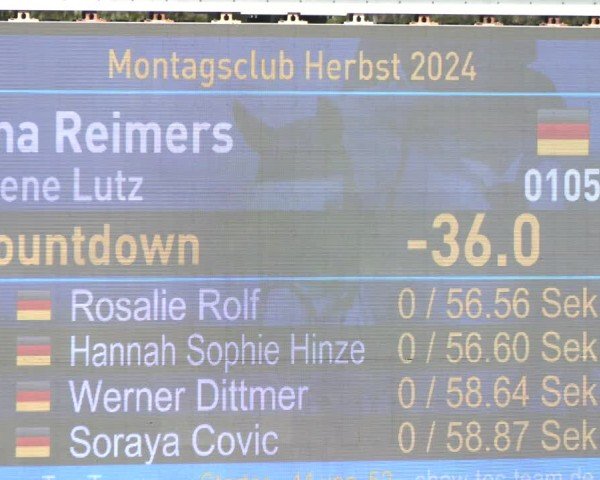 Montagsclub Herbst 2024
na Reimers
ene Lutz 0105
ountdown -36.0
Rosalie Rolf 0 / 56.56 Sek
Hannah Sophie Hinze 0 / 56.60 Sek
Werner Dittmer 0 / 58.64 Sek
Soraya Covic 0 / 58.87 Sek